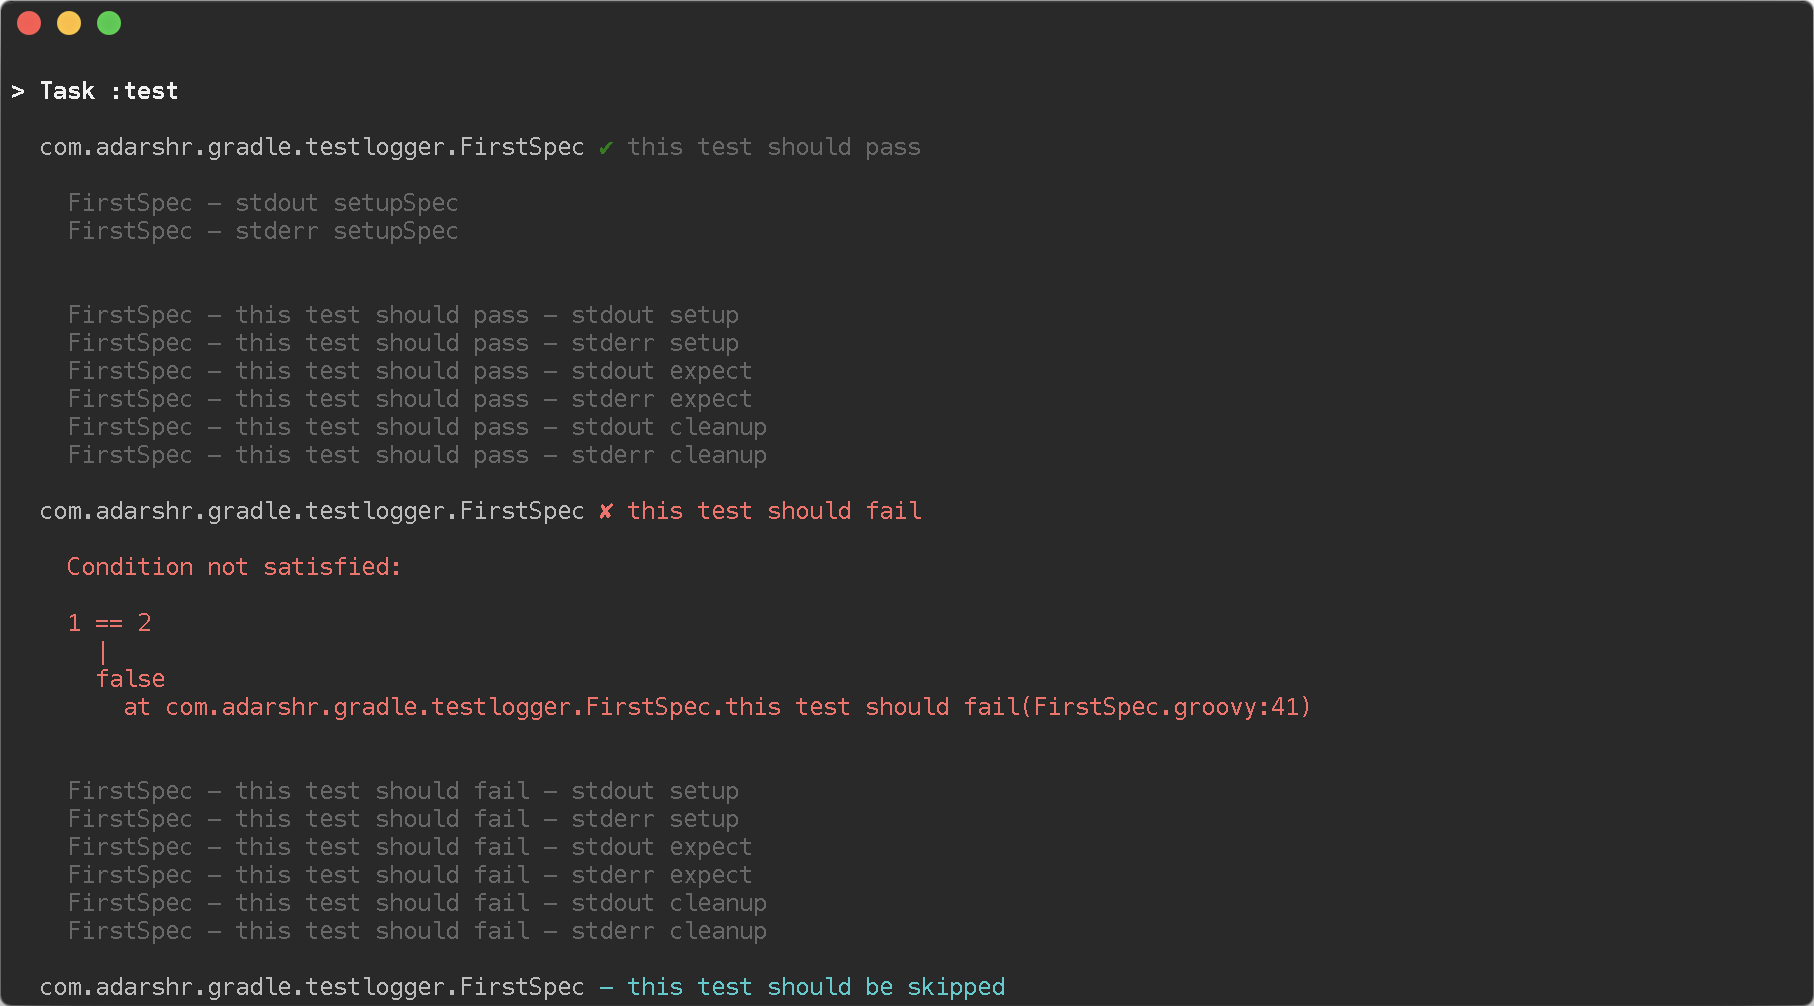 > Task :test
com.adarshr.gradle.testlogger.FirstSpec ✔ this test should pass
FirstSpec – stdout setupSpec
FirstSpec – stderr setupSpec
FirstSpec – this test should pass – stdout setup
FirstSpec – this test should pass – stderr setup
FirstSpec – this test should pass – stdout expect
FirstSpec – this test should pass – stderr expect
FirstSpec – this test should pass – stdout cleanup
FirstSpec – this test should pass – stderr cleanup
com.adarshr.gradle.testlogger.FirstSpec ✘ this test should fail
Condition not satisfied:
1 == 2
|
false
at com.adarshr.gradle.testlogger.FirstSpec.this test should fail(FirstSpec.groovy:41)
FirstSpec – this test should fail – stdout setup
FirstSpec – this test should fail – stderr setup
FirstSpec – this test should fail – stdout expect
FirstSpec – this test should fail – stderr expect
FirstSpec – this test should fail – stdout cleanup
FirstSpec – this test should fail – stderr cleanup
com.adarshr.gradle.testlogger.FirstSpec – this test should be skipped